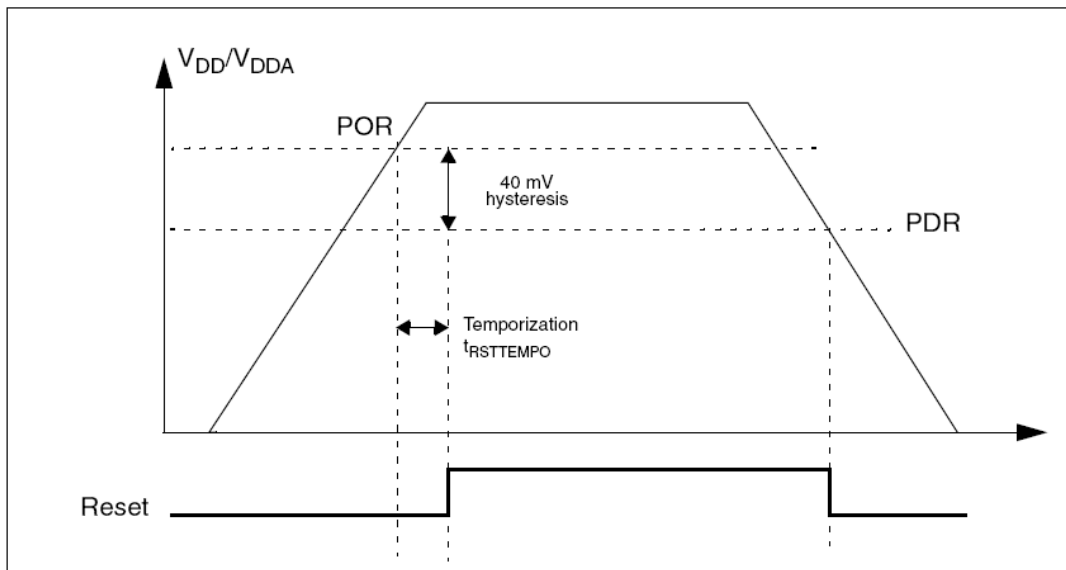 VDD/VDDA
POR
40 mV
hysteresis
PDR
Temporization
tRSTTEMPO
Reset